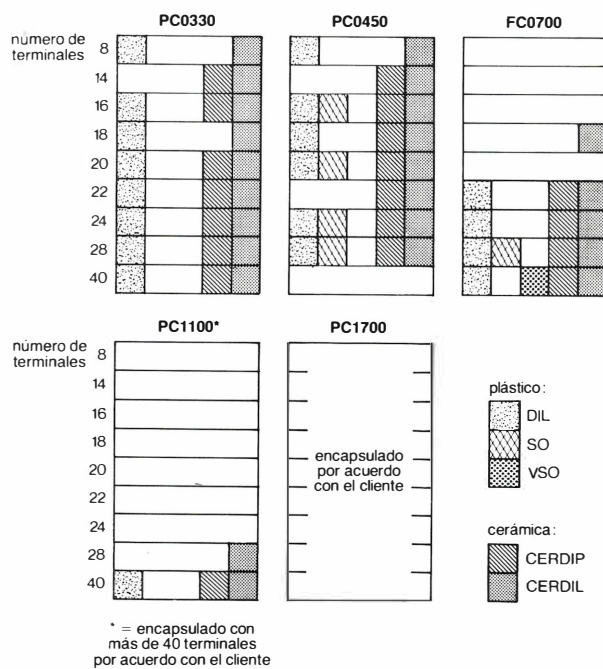 PC0330
PC0450
FC0700
número de
terminales
8
14
16
18
20
22
24
28
40
PC1100*
PC1700
número de
terminales
8
14
16
18
20
22
24
28
40
encapsulado
por acuerdo
con el cliente
plástico:
DIL
SO
VSO
cerámica:
CERDIP
CERDIL
* = encapsulado con
más de 40 terminales
por acuerdo con el cliente